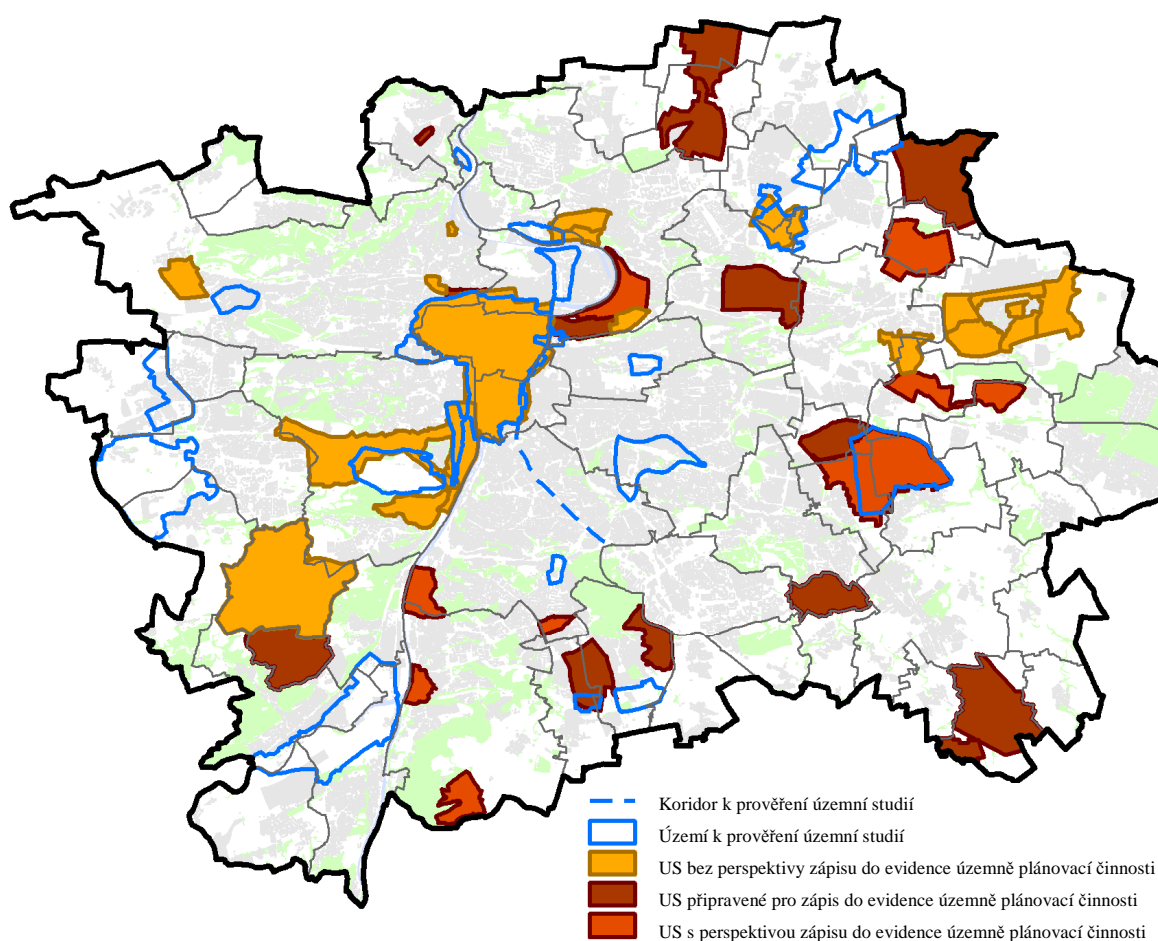 Koridor k prověření územní studií
Území k prověření územní studií
US bez perspektivy zápisu do evidence územně plánovací činnosti
US připravené pro zápis do evidence územně plánovací činnosti
US s perspektivou zápisu do evidence územně plánovací činnosti